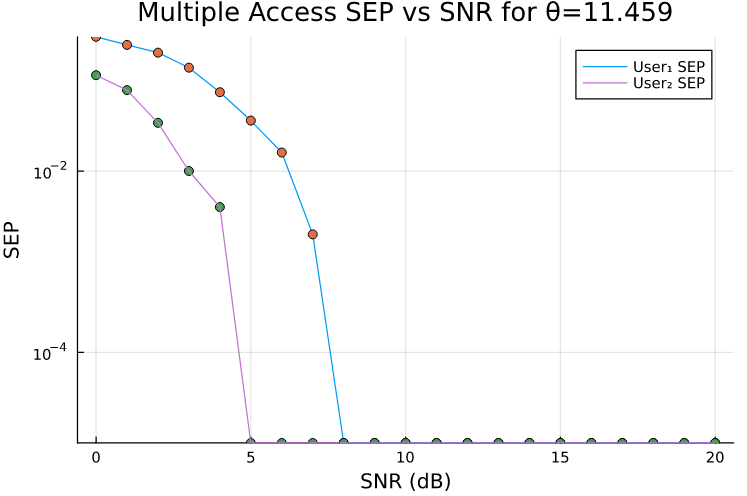 Multiple Access SEP vs SNR for θ=11.459
User₁ SEP
User₂ SEP
SEP
10⁻²
10⁻⁴
0 5 10 15 20
SNR (dB)